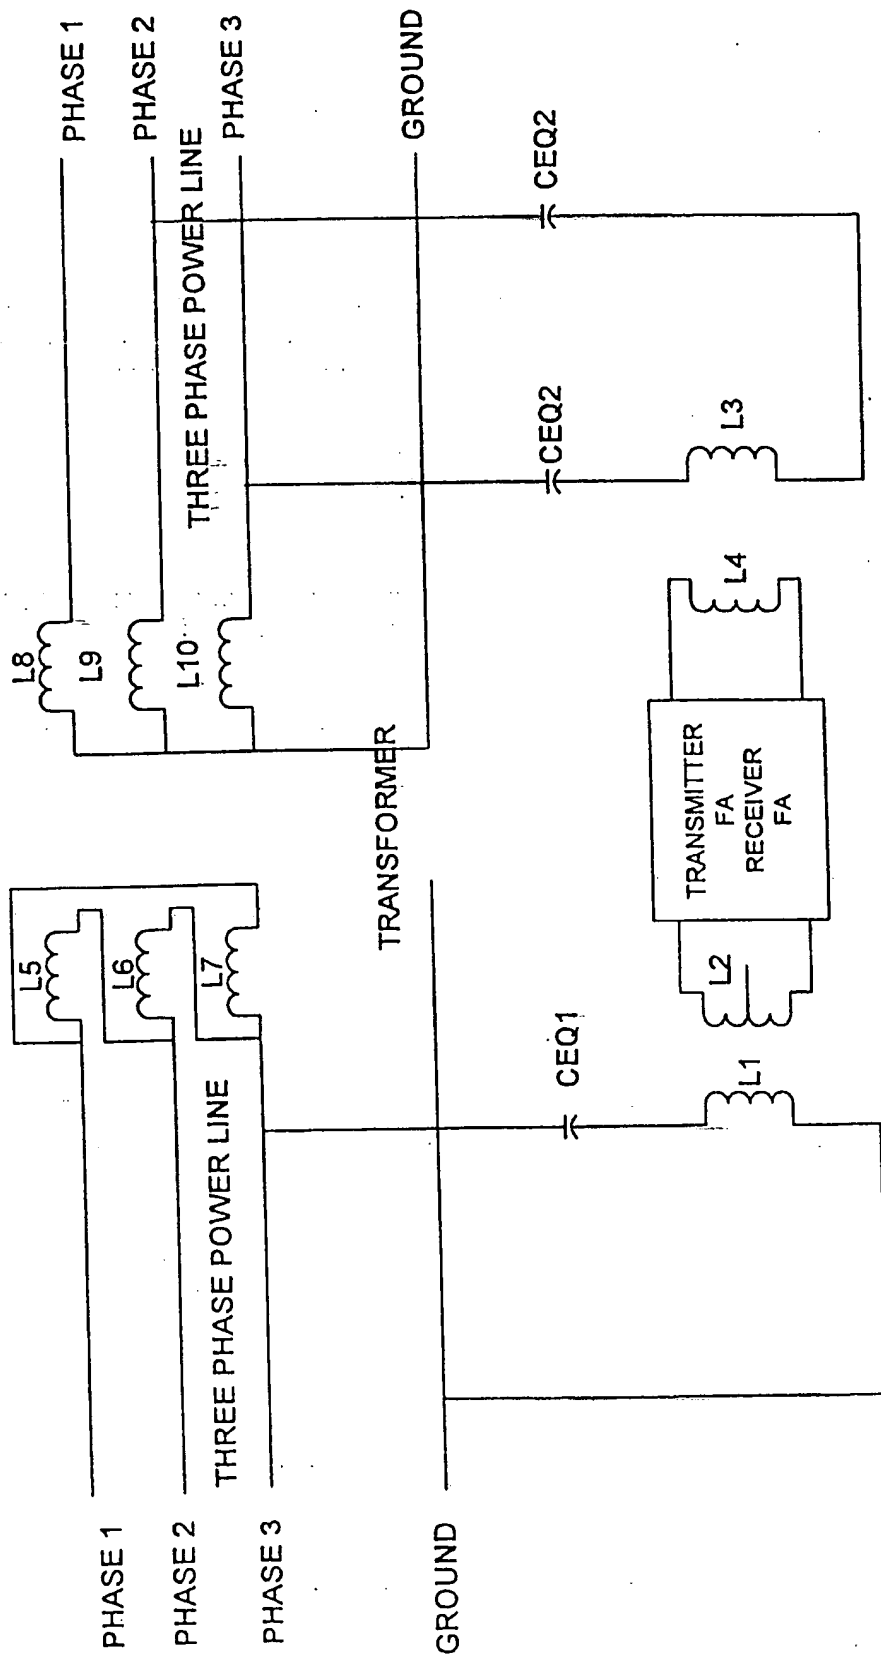 PHASE 1
PHASE 2
PHASE 3
GROUND
THREE PHASE POWER LINE
L5
L6
L7
TRANSFORMER
L8
L9
L10
THREE PHASE POWER LINE
PHASE 1
PHASE 2
PHASE 3
GROUND
CEQ1
L1
L2
TRANSMITTER
FA
RECEIVER
FA
L4
L3
CEQ2
CEQ2